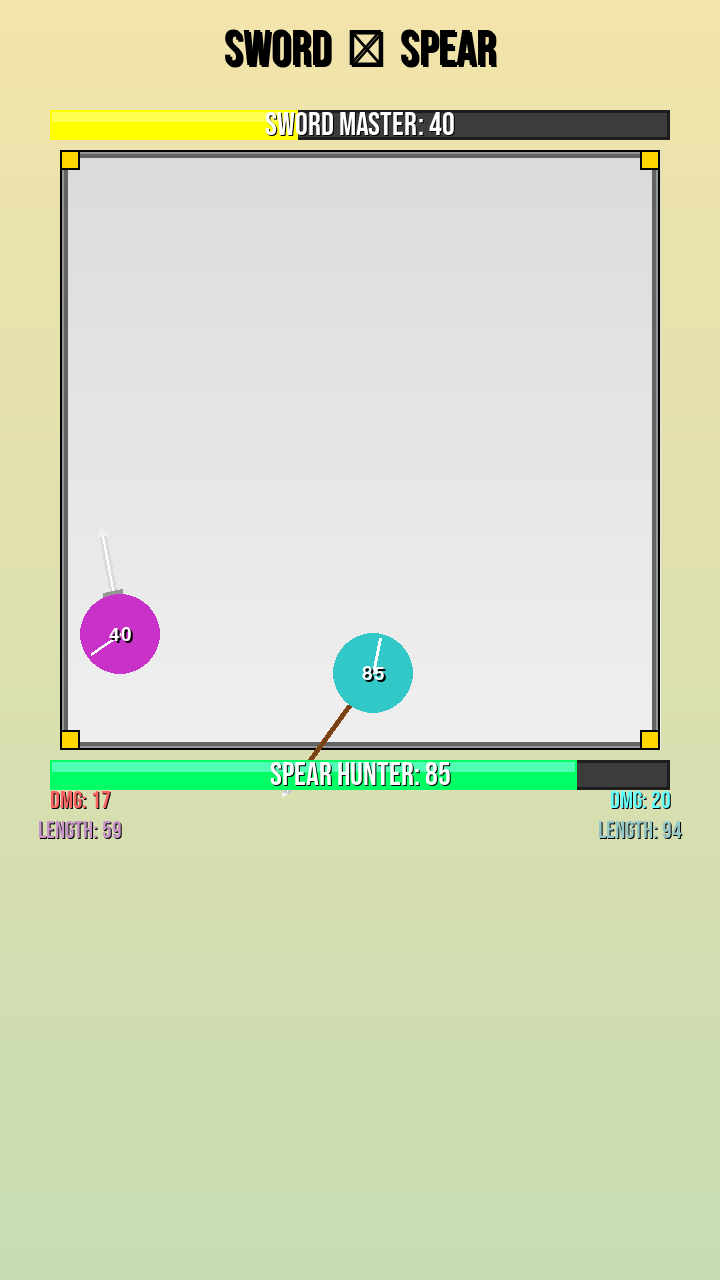 SWORD SPEAR
SWORD MASTER: 40
40
85
SPEAR HUNTER: 85
DMG: 17
DMG: 20
LENGTH: 59
LENGTH: 94